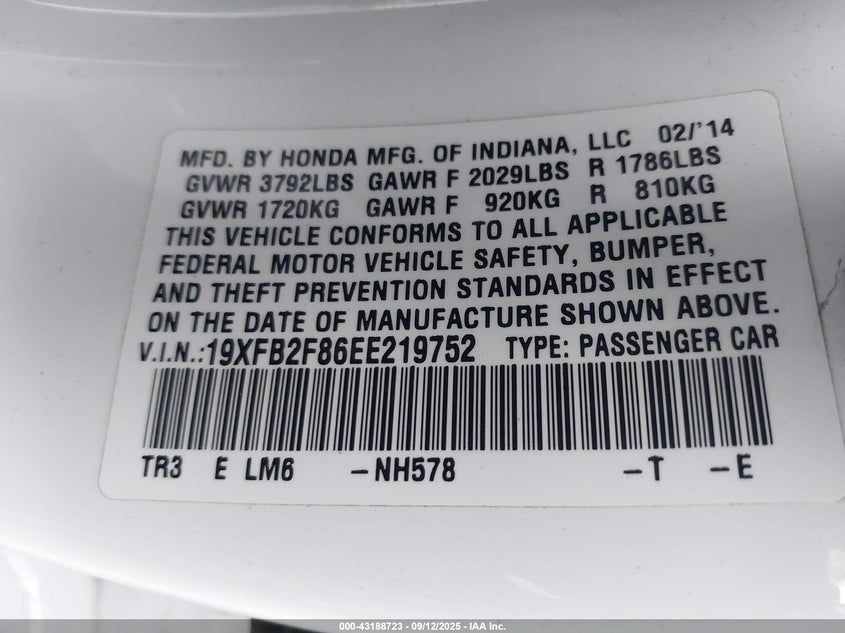 MFD. BY HONDA MFG. OF INDIANA, LLC 02/'14
GVWR 3792LBS GAWR F 2029LBS R 1786LBS
GVWR 1720KG GAWR F 920KG R 810KG
THIS VEHICLE CONFORMS TO ALL APPLICABLE
FEDERAL MOTOR VEHICLE SAFETY, BUMPER,
AND THEFT PREVENTION STANDARDS IN EFFECT
ON THE DATE OF MANUFACTURE SHOWN ABOVE.
V.I.N.:19XFB2F86EE219752 TYPE: PASSENGER CAR
TR3 E LM6 -NH578 -T -E
000-43188723 - 09/12/2025 - IAA Inc.